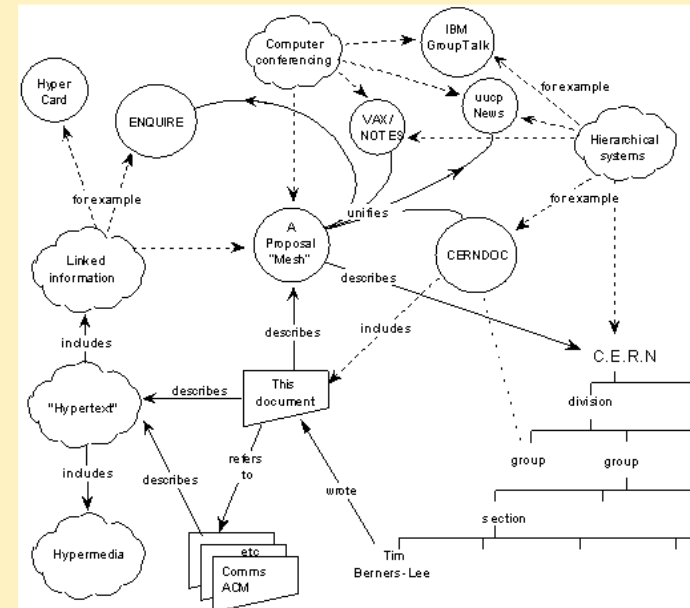 IBM
GroupTalk
Computer
conferencing
Hyper
Card
for example
uucp
News
ENQUIRE
VAX/
NOTES
Hierarchical
systems
unifies
for example
for example
A
Proposal
"Mesh"
CERNDOC
Linked
information
describes
includes
describes
includes
C.E.R.N
This
document
describes
division
"Hypertext"
refers
to
group
group
includes
describes
wrote
section
Hypermedia
etc
Tim
Berners-Lee
Comms
ACM